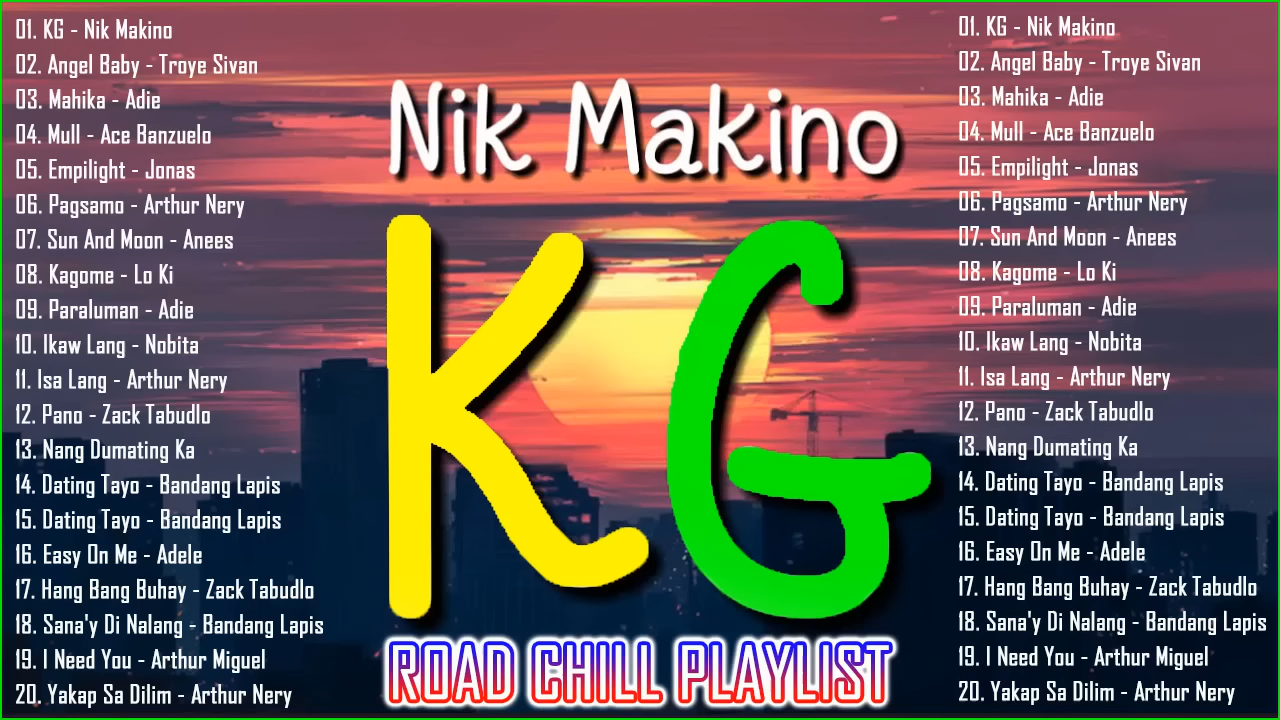 01. KG - Nik Makino
02. Angel Baby - Troye Sivan
03. Mahika - Adie
04. Mull - Ace Banzuelo
05. Empilight - Jonas
06. Pagsamo - Arthur Nery
07. Sun And Moon - Anees
08. Kagome - Lo Ki
09. Paraluman - Adie
10. Ikaw Lang - Nobita
11. Isa Lang - Arthur Nery
12. Pano - Zack Tabudlo
13. Nang Dumating Ka
14. Dating Tayo - Bandang Lapis
15. Dating Tayo - Bandang Lapis
16. Easy On Me - Adele
17. Hang Bang Buhay - Zack Tabudlo
18. Sana'y Di Nalang - Bandang Lapis
19. I Need You - Arthur Miguel
20. Yakap Sa Dilim - Arthur Nery
Nik Makino
KG
ROAD CHILL PLAYLIST
01. KG - Nik Makino
02. Angel Baby - Troye Sivan
03. Mahika - Adie
04. Mull - Ace Banzuelo
05. Empilight - Jonas
06. Pagsamo - Arthur Nery
07. Sun And Moon - Anees
08. Kagome - Lo Ki
09. Paraluman - Adie
10. Ikaw Lang - Nobita
11. Isa Lang - Arthur Nery
12. Pano - Zack Tabudlo
13. Nang Dumating Ka
14. Dating Tayo - Bandang Lapis
15. Dating Tayo - Bandang Lapis
16. Easy On Me - Adele
17. Hang Bang Buhay - Zack Tabudlo
18. Sana'y Di Nalang - Bandang Lapis
19. I Need You - Arthur Miguel
20. Yakap Sa Dilim - Arthur Nery